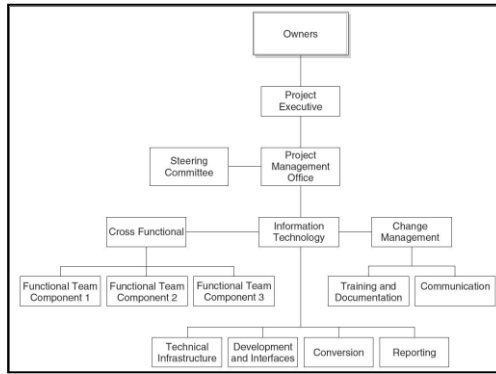 Owners
Project
Executive
Steering
Committee
Project
Management
Office
Cross Functional
Information
Technology
Change
Management
Functional Team
Component 1
Functional Team
Component 2
Functional Team
Component 3
Training and
Documentation
Communication
Technical
Infrastructure
Development
and Interfaces
Conversion
Reporting